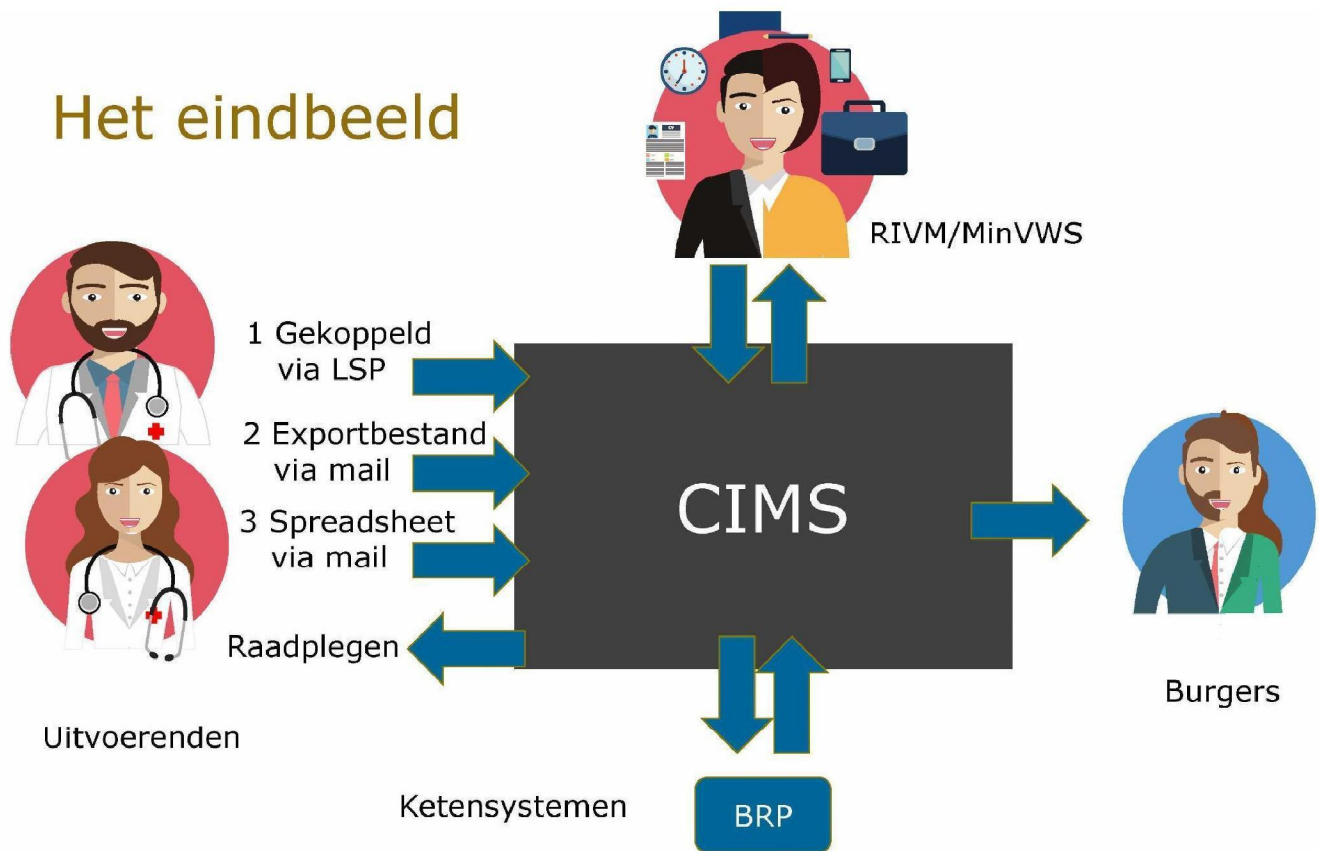 Het eindbeeld
RIVM/MinVWS
1 Gekoppeld
via LSP
2 Exportbestand
via mail
3 Spreadsheet
via mail
Raadplegen
Uitvoerenden
CIMS
Burgers
Ketensystemen
BRP